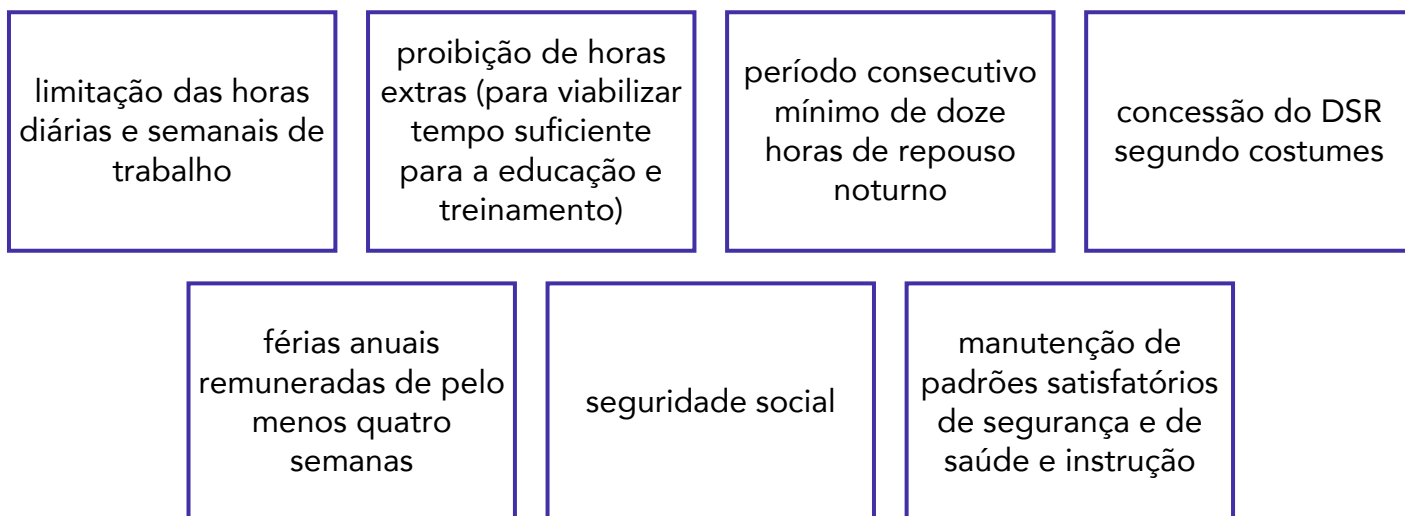 limitação das horas
diárias e semanais de
trabalho
proibição de horas
extras (para viabilizar
tempo suficiente
para a educação e
treinamento)
período consecutivo
mínimo de doze
horas de repouso
noturno
concessão do DSR
segundo costumes
férias anuais
remuneradas de pelo
menos quatro
semanas
seguridade social
manutenção de
padrões satisfatórios
de segurança e de
saúde e instrução